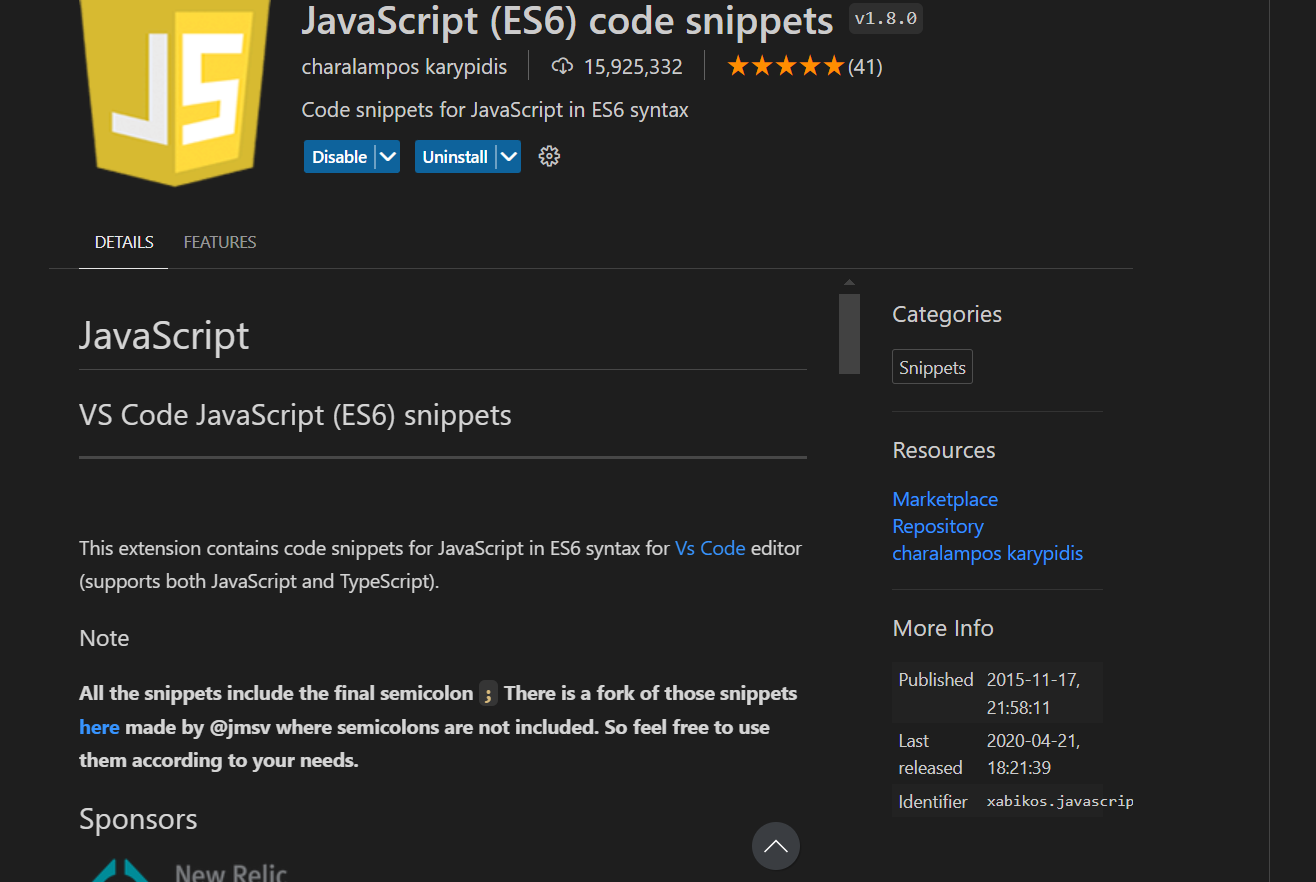 JavaScript (ES6) code snippets v1.8.0
charalampos karypidis 15,925,332 (41)
Code snippets for JavaScript in ES6 syntax
Disable Uninstall
JS
DETAILS FEATURES
JavaScript
VS Code JavaScript (ES6) snippets
This extension contains code snippets for JavaScript in ES6 syntax for Vs Code editor
(supports both JavaScript and TypeScript).
Note
All the snippets include the final semicolon ; There is a fork of those snippets
here made by @jmsv where semicolons are not included. So feel free to use
them according to your needs.
Sponsors
New Relic
Categories
Snippets
Resources
Marketplace
Repository
charalampos karypidis
More Info
Published 2015-11-17,
21:58:11
Last 2020-04-21,
released 18:21:39
Identifier xabikos.javascrip